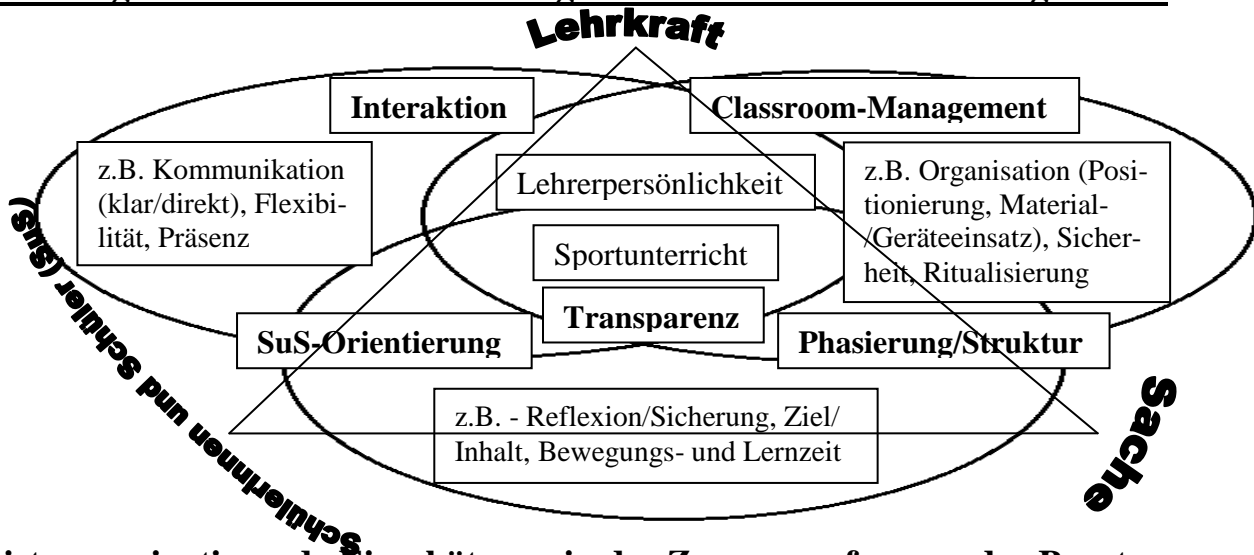 Lehrkraft
Interaktion
Classroom-Management
z.B. Kommunikation
(klar/direkt), Flexibi-
lität, Präsenz
Lehrerpersönlichkeit
z.B. Organisation (Posi-
tionierung, Material-
/Geräteeinsatz), Sicher-
heit, Ritualisierung
Sportunterricht
Transparenz
SuS-Orientierung
Phasierung/Struktur
Schülerinnen und Schüler (SuS)
Sache
z.B. - Reflexion/Sicherung, Ziel/
Inhalt, Bewegungs- und Lernzeit